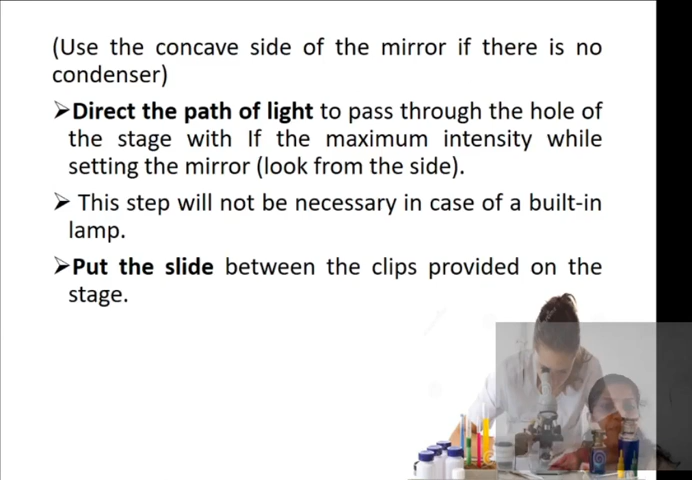 (Use the concave side of the mirror if there is no
condenser)
➢Direct the path of light to pass through the hole of
the stage with If the maximum intensity while
setting the mirror (look from the side).
➢ This step will not be necessary in case of a built-in
lamp.
➢Put the slide between the clips provided on the
stage.